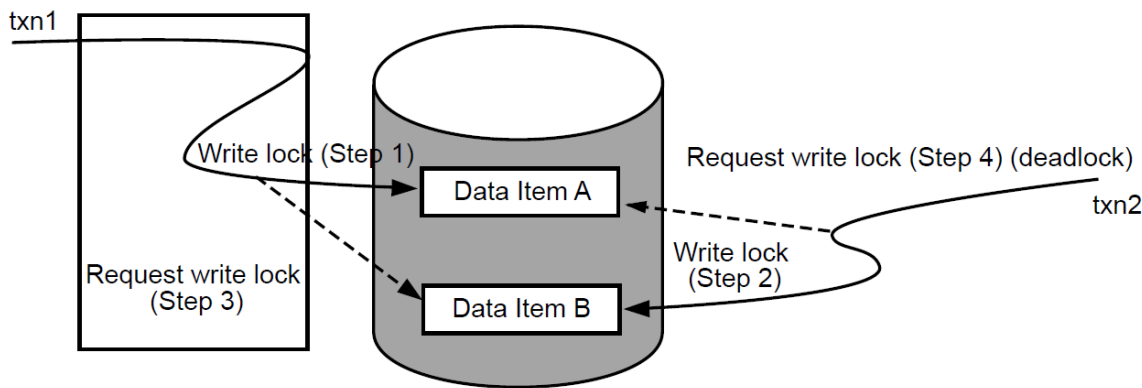 txn1
Write lock (Step 1)
Request write lock
(Step 3)
Data Item A
Data Item B
Request write lock (Step 4) (deadlock)
txn2
Write lock
(Step 2)